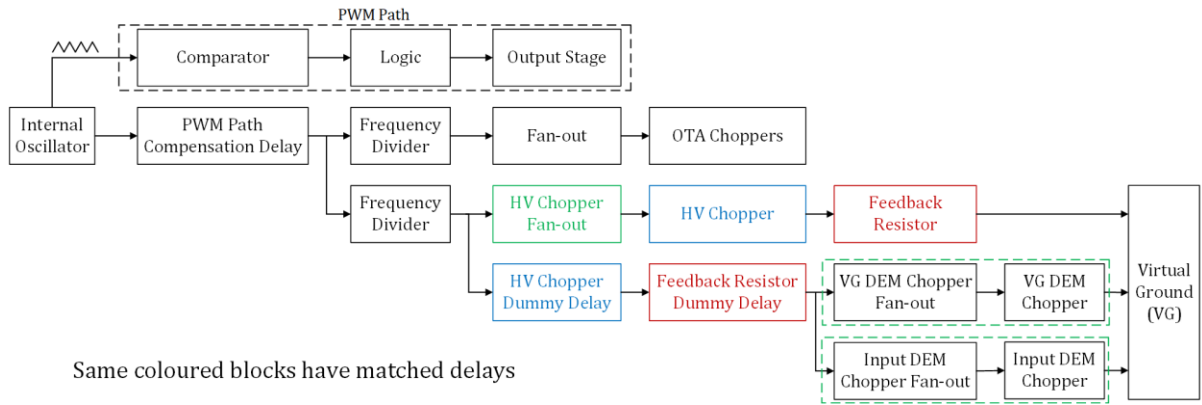 PWM Path
Comparator
Logic
Output Stage
Internal
Oscillator
PWM Path
Compensation Delay
Frequency
Divider
Fan-out
OTA Choppers
Frequency
Divider
HV Chopper
Fan-out
HV Chopper
Feedback
Resistor
HV Chopper
Dummy Delay
Feedback Resistor
Dummy Delay
VG DEM Chopper
Fan-out
VG DEM
Chopper
Virtual
Ground
(VG)
Input DEM
Chopper Fan-out
Input DEM
Chopper
Same coloured blocks have matched delays